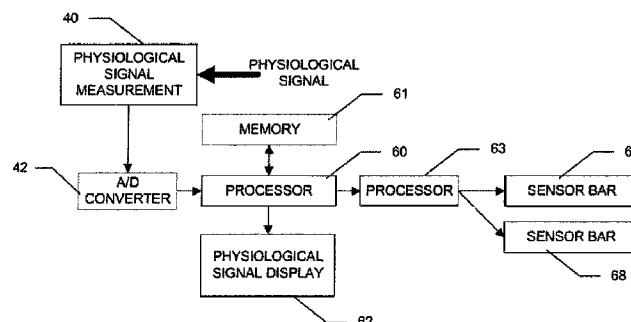 40
PHYSIOLOGICAL
SIGNAL
MEASUREMENT
PHYSIOLOGICAL
SIGNAL
61
MEMORY
42
60
63
A/D
CONVERTER
PROCESSOR
PROCESSOR
SENSOR BAR
PHYSIOLOGICAL
SIGNAL DISPLAY
SENSOR BAR
68
62